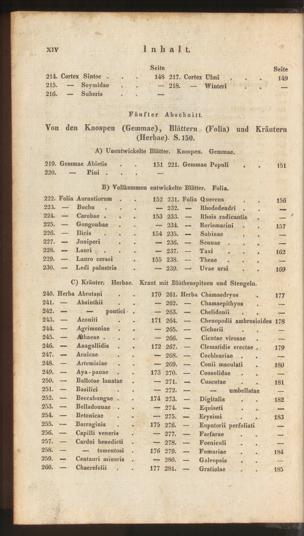 XIV Inhalt.
Seite Seite
214. Cortex Sintoc . . . 148 217. Cortex Ulmi . . . 149
215. — Soymidae . . — 218. — Winteri . . —
216. — Suberis . . —
Fünfter Abschnitt
Von den Knospen (Gemmae), Blättern (Folia) und Kräutern
(Herbae). S. 150.
A) Unentwickelte Blätter. Knospen. Gemmae.
219. Gemmae Abietis . . 151 221. Gemmae Populi . . 151
220. — Pini . . . —
B) Vollkommen entwickelte Blätter. Folia.
222. Folia Aurantiorum . . 152 231. Folia Quercus . . 156
223. — Bucho . . . — 232. — Rhododendri . . —
224. — Carobae . . . 153 233. — Rhois radicantis . —
225. — Gongonhae . . — 234. — Rorismarini . . 157
226. — Ilicis . . . 154 235. — Sabinae . . —
227. — Juniperi . . — 236. — Sennae . . —
228. — Lauri . . . — 237. — Taxi . . . 162
229. — Lauro cerasi . . 155 238. — Theae . . . —
230. — Ledi palustris . — 239. — Uvae ursi . . 169
C) Kräuter. Herbae. Kraut mit Blüthenspitzen und Stengeln.
240. Herba Abrotani . . 170 261. Herba Chamaedryos . . 177
241. — Absinthii . . — 262. — Chamaepithyos . —
242. — — pontici . — 263. — Chelidonii . . —
243. — Aconiti . . 171 264. — Chenopodii ambrosioides 178
244. — Agrimoniae . . — 265. — Cichorii . . —
245. — Althaeae . . — 266. — Cicutae virosae . —
246. — Anagallidis . . 172 267. — Clematidis erectae . . 179
247. — Arnicae . . — 268. — Cochleariae . . —
248. — Artemisiae . . — 269. — Conii maculati . . 180
249. — Aya-panae . . 173 270. — Consolidae . . —
250. — Ballotae lanatae . — 271. — Cuscutae . . 181
251. — Basilici . . — 272. — — umbellatae . —
252. — Beccabungae . . 174 273. — Digitalis . . 182
253. — Belladonnae . . — 274. — Equiseti . . —
254. — Betonicae . . — 275. — Erysimi . . 183
255. — Borraginis . . 175 276. — Eupatorii perfoliati . —
256. — Capilli veneris . — 277. — Farfarae . . —
257. — Cardui benedicti . — 278. — Foeniculi . . —
258. — — tomentosi . 176 279. — Fumariae . . 184
259. — Centauri minoris . — 280. — Galeopsis . . —
260. — Chaerefolii . . 177 281. — Gratiolae . . 185